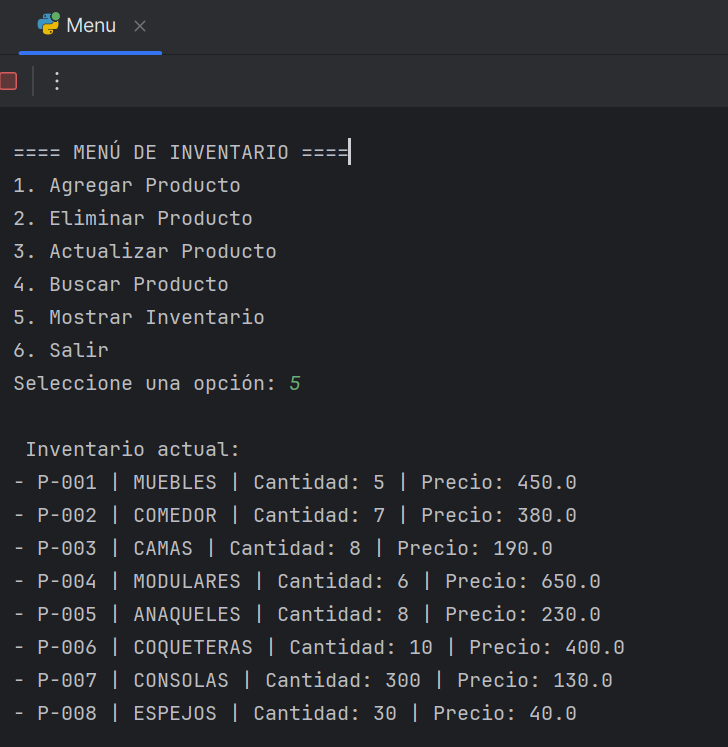 Menu
==== MENÚ DE INVENTARIO ====
1. Agregar Producto
2. Eliminar Producto
3. Actualizar Producto
4. Buscar Producto
5. Mostrar Inventario
6. Salir
Seleccione una opción: 5
Inventario actual:
- P-001 | MUEBLES | Cantidad: 5 | Precio: 450.0
- P-002 | COMEDOR | Cantidad: 7 | Precio: 380.0
- P-003 | CAMAS | Cantidad: 8 | Precio: 190.0
- P-004 | MODULARES | Cantidad: 6 | Precio: 650.0
- P-005 | ANAQUELES | Cantidad: 8 | Precio: 230.0
- P-006 | COQUETERAS | Cantidad: 10 | Precio: 400.0
- P-007 | CONSOLAS | Cantidad: 300 | Precio: 130.0
- P-008 | ESPEJOS | Cantidad: 30 | Precio: 40.0